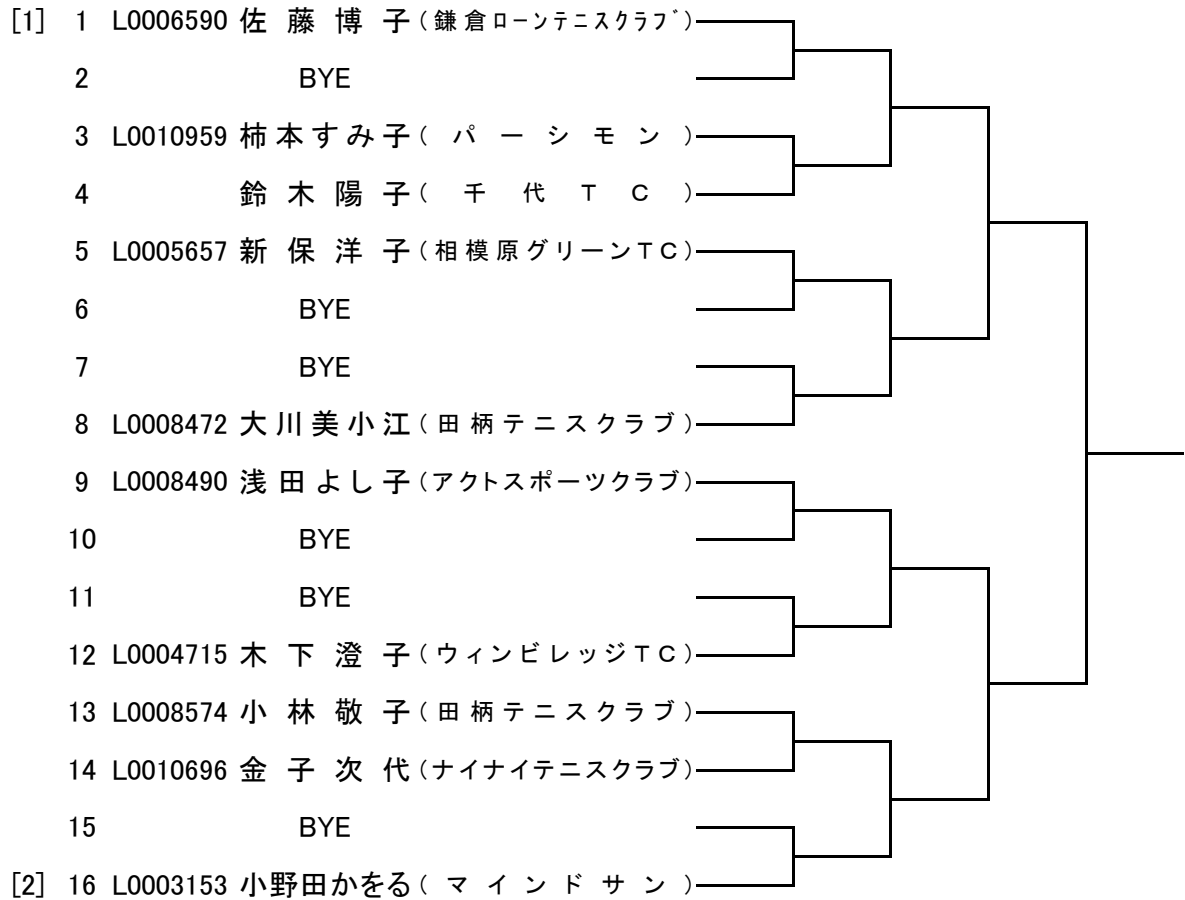 [1] 1 L0006590 佐藤博子(鎌倉ローンテニスクラブ)
2 BYE
3 L0010959 柿本すみ子(パーシモン)
4 鈴木陽子(千代TC)
5 L0005657 新保洋子(相模原グリーンTC)
6 BYE
7 BYE
8 L0008472 大川美小江(田柄テニスクラブ)
9 L0008490 浅田よし子(アクトスポーツクラブ)
10 BYE
11 BYE
12 L0004715 木下澄子(ウィンビレッジTC)
13 L0008574 小林敬子(田柄テニスクラブ)
14 L0010696 金子次代(ナイナイテニスクラブ)
15 BYE
[2] 16 L0003153 小野田かをる(マインドサン)